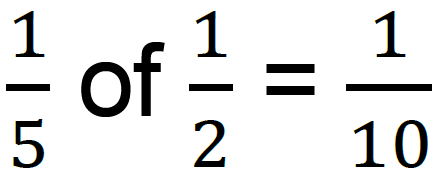 1/5 of 1/2 = 1/10